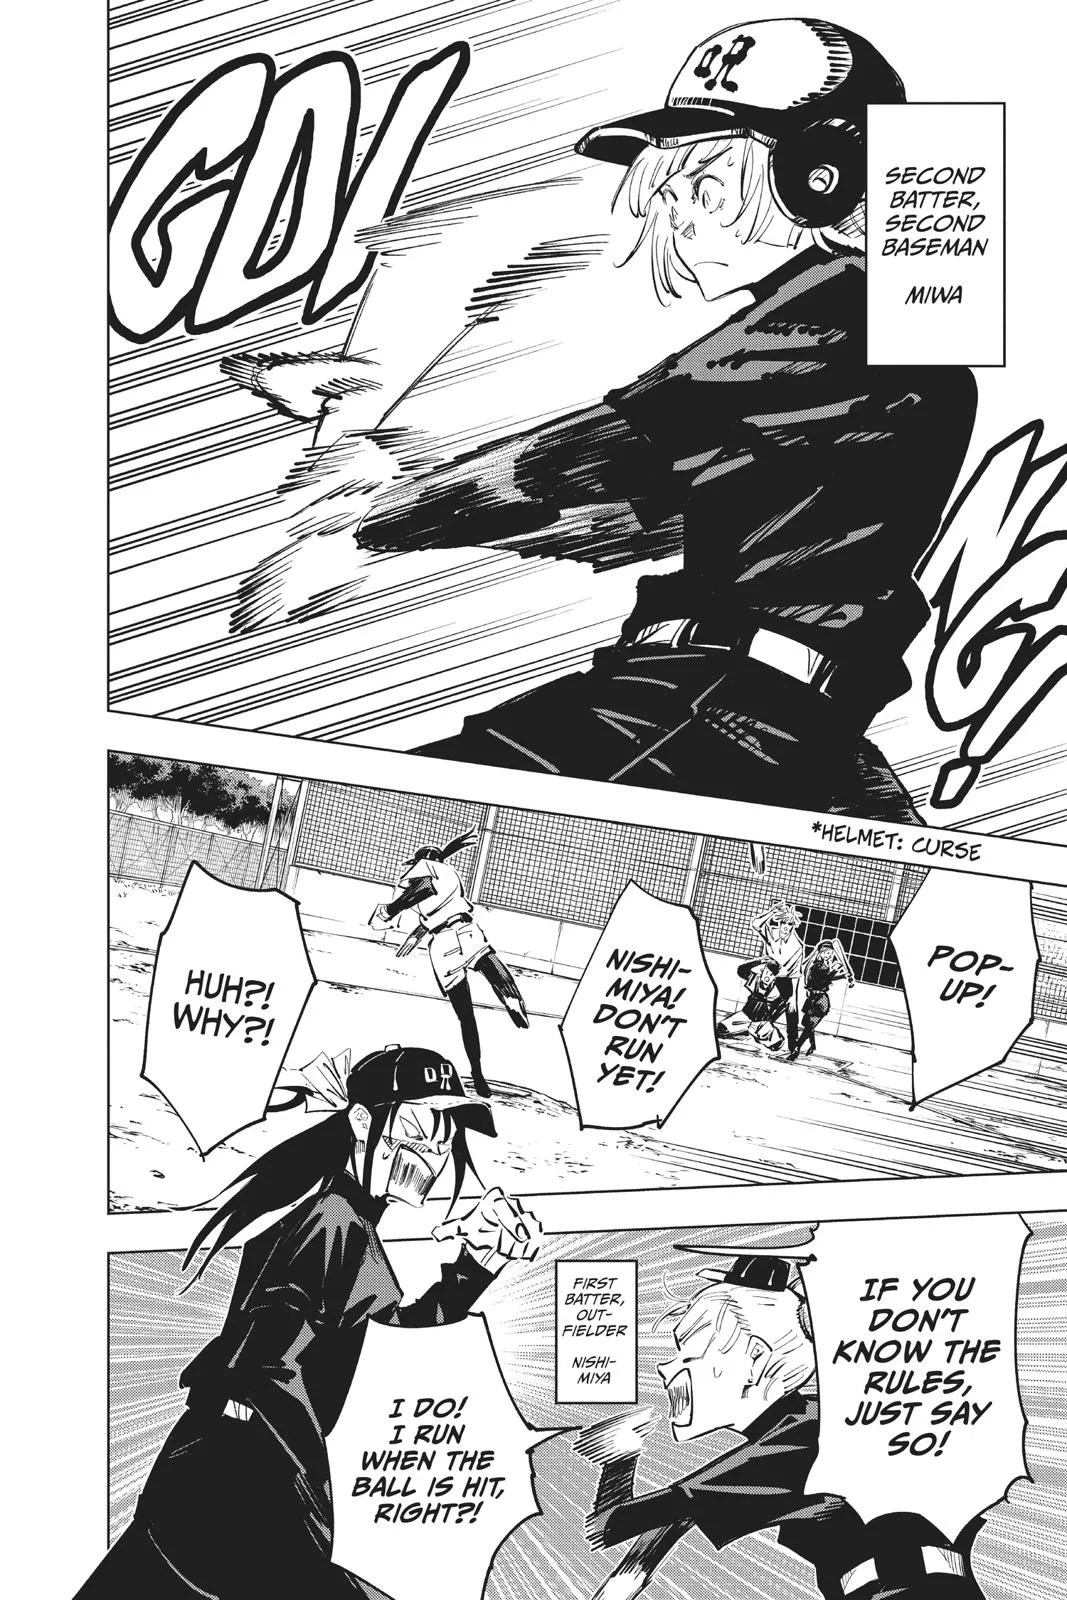 SECOND
BATTER,
SECOND
BASEMAN
MIWA
GDI
NG!
*HELMET: CURSE
POP-
UP!
NISHI-
MIYA!
DON'T
RUN
YET!
HUH?!
WHY?!
IF YOU
DON'T
KNOW THE
RULES,
JUST SAY
SO!
FIRST
BATTER,
OUT-
FIELDER
NISHI-
MIYA
I DO!
I RUN
WHEN THE
BALL IS HIT,
RIGHT?!